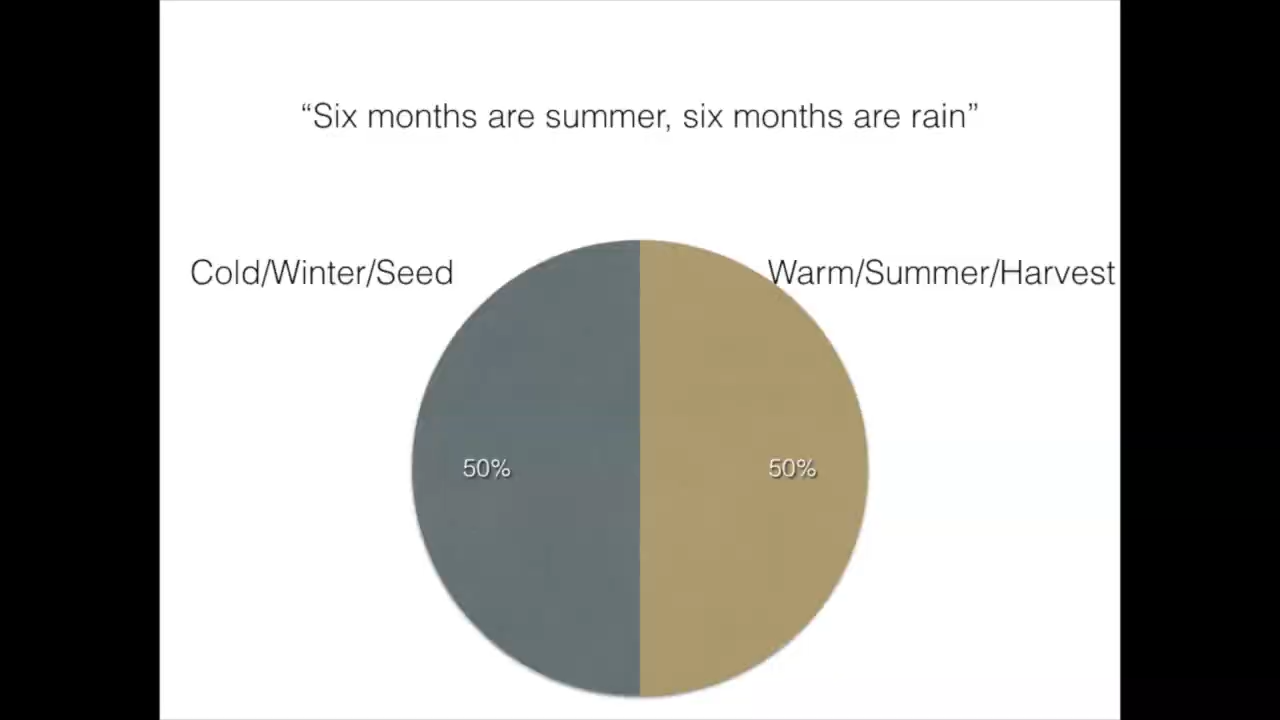 “Six months are summer, six months are rain”
Cold/Winter/Seed
Warm/Summer/Harvest
50%
50%